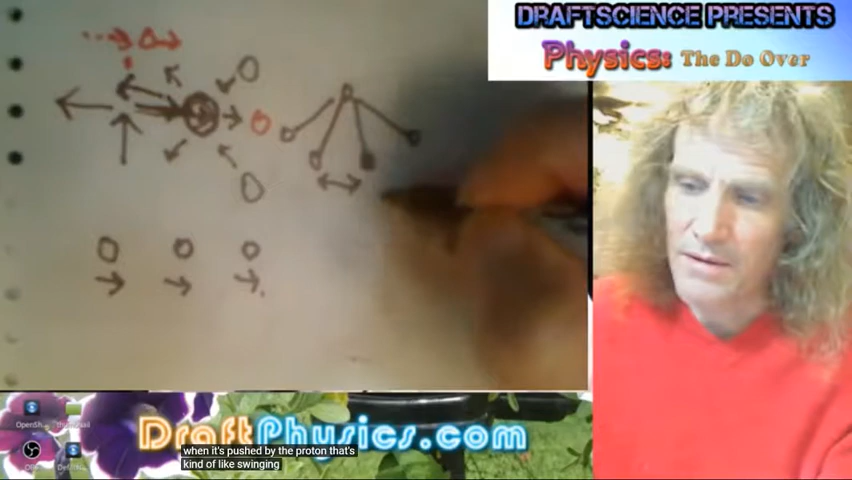 DRAFTSCIENCE PRESENTS
Physics: The Do Over
OpenSh...
DraftPhysics.com
when it's pushed by the proton that's
kind of like swinging